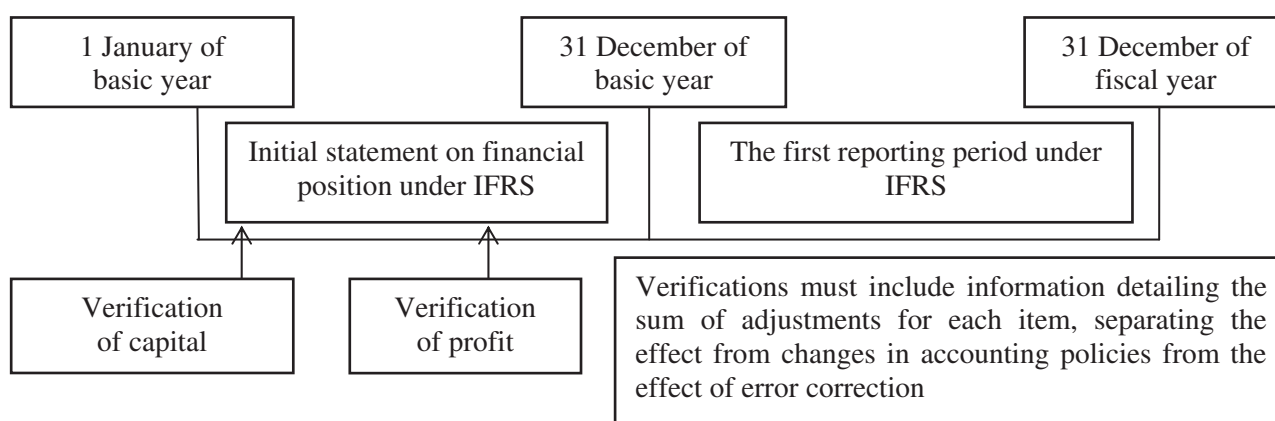 1 January of
basic year
31 December of
basic year
31 December of
fiscal year
Initial statement on financial
position under IFRS
The first reporting period under
IFRS
Verification
of capital
Verification
of profit
Verifications must include information detailing the
sum of adjustments for each item, separating the
effect from changes in accounting policies from the
effect of error correction